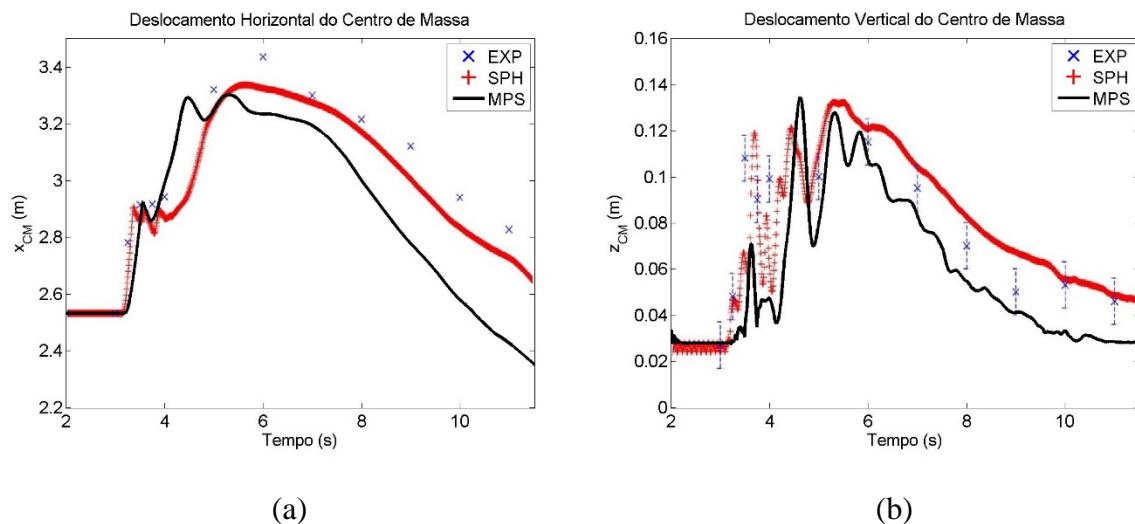 Deslocamento Horizontal do Centro de Massa
EXP
SPH
MPS
3.4
3.2
3
2.8
2.6
2.4
2.2
x_CM (m)
2 4 6 8 10
Tempo (s)
(a)
Deslocamento Vertical do Centro de Massa
EXP
SPH
MPS
0.16
0.14
0.12
0.1
0.08
0.06
0.04
0.02
0
z_CM (m)
2 4 6 8 10
Tempo (s)
(b)